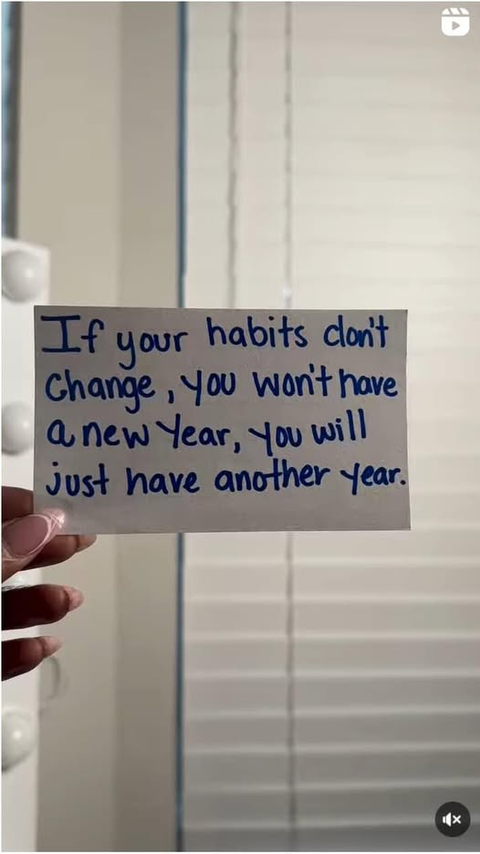 If your habits don't
Change, you won't have
a new year, you will
just have another year.